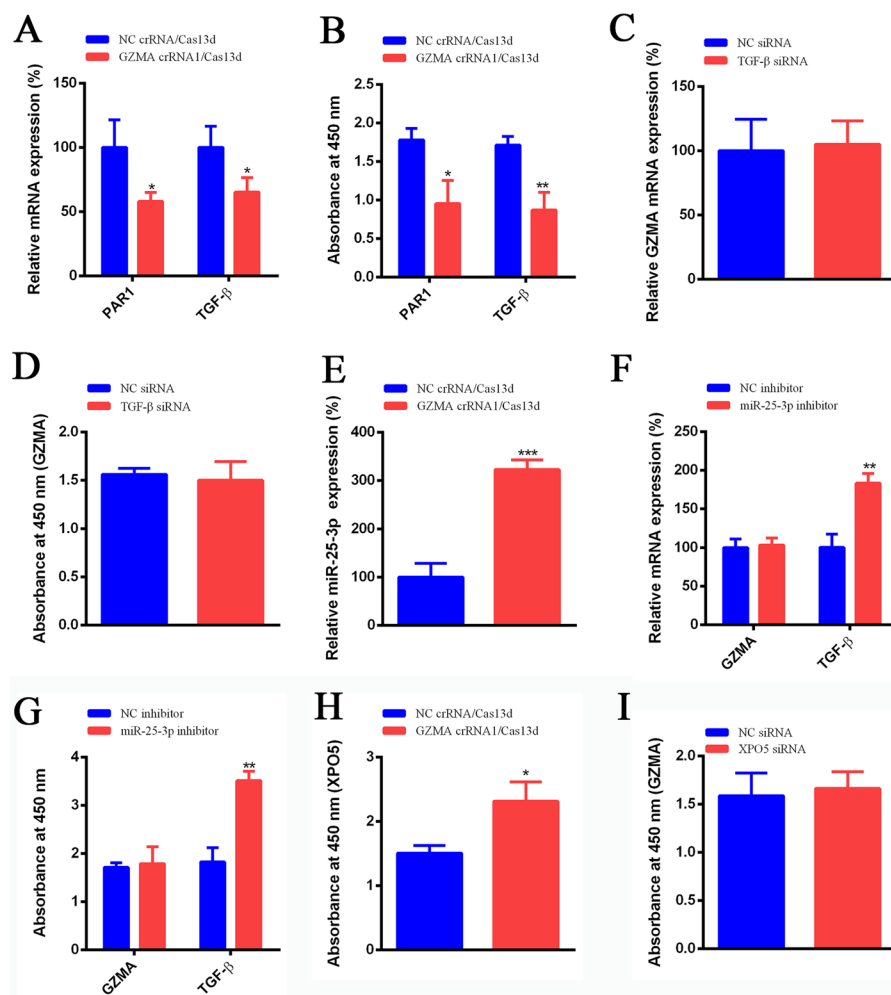 A
NC crRNA/Cas13d
GZMA crRNA1/Cas13d
Relative mRNA expression (%)
150
100
50
0
*
*
PAR1
TGF-β
B
NC crRNA/Cas13d
GZMA crRNA1/Cas13d
Absorbance at 450 nm
2.5
2.0
1.5
1.0
0.5
0.0
*
**
PAR1
TGF-β
C
NC siRNA
TGF-β siRNA
Relative GZMA mRNA expression (%)
150
100
50
0
D
NC siRNA
TGF-β siRNA
Absorbance at 450 nm (GZMA)
2.0
1.5
1.0
0.5
0.0
E
NC crRNA/Cas13d
GZMA crRNA1/Cas13d
Relative miR-25-3p expression (%)
400
300
200
100
0
***
F
NC inhibitor
miR-25-3p inhibitor
Relative mRNA expression (%)
250
200
150
100
50
0
**
GZMA
TGF-β
G
NC inhibitor
miR-25-3p inhibitor
Absorbance at 450 nm
4
3
2
1
0
**
GZMA
TGF-β
H
NC crRNA/Cas13d
GZMA crRNA1/Cas13d
Absorbance at 450 nm (XPO5)
3
2
1
0
*
I
NC siRNA
XPO5 siRNA
Absorbance at 450 nm (GZMA)
2.0
1.5
1.0
0.5
0.0